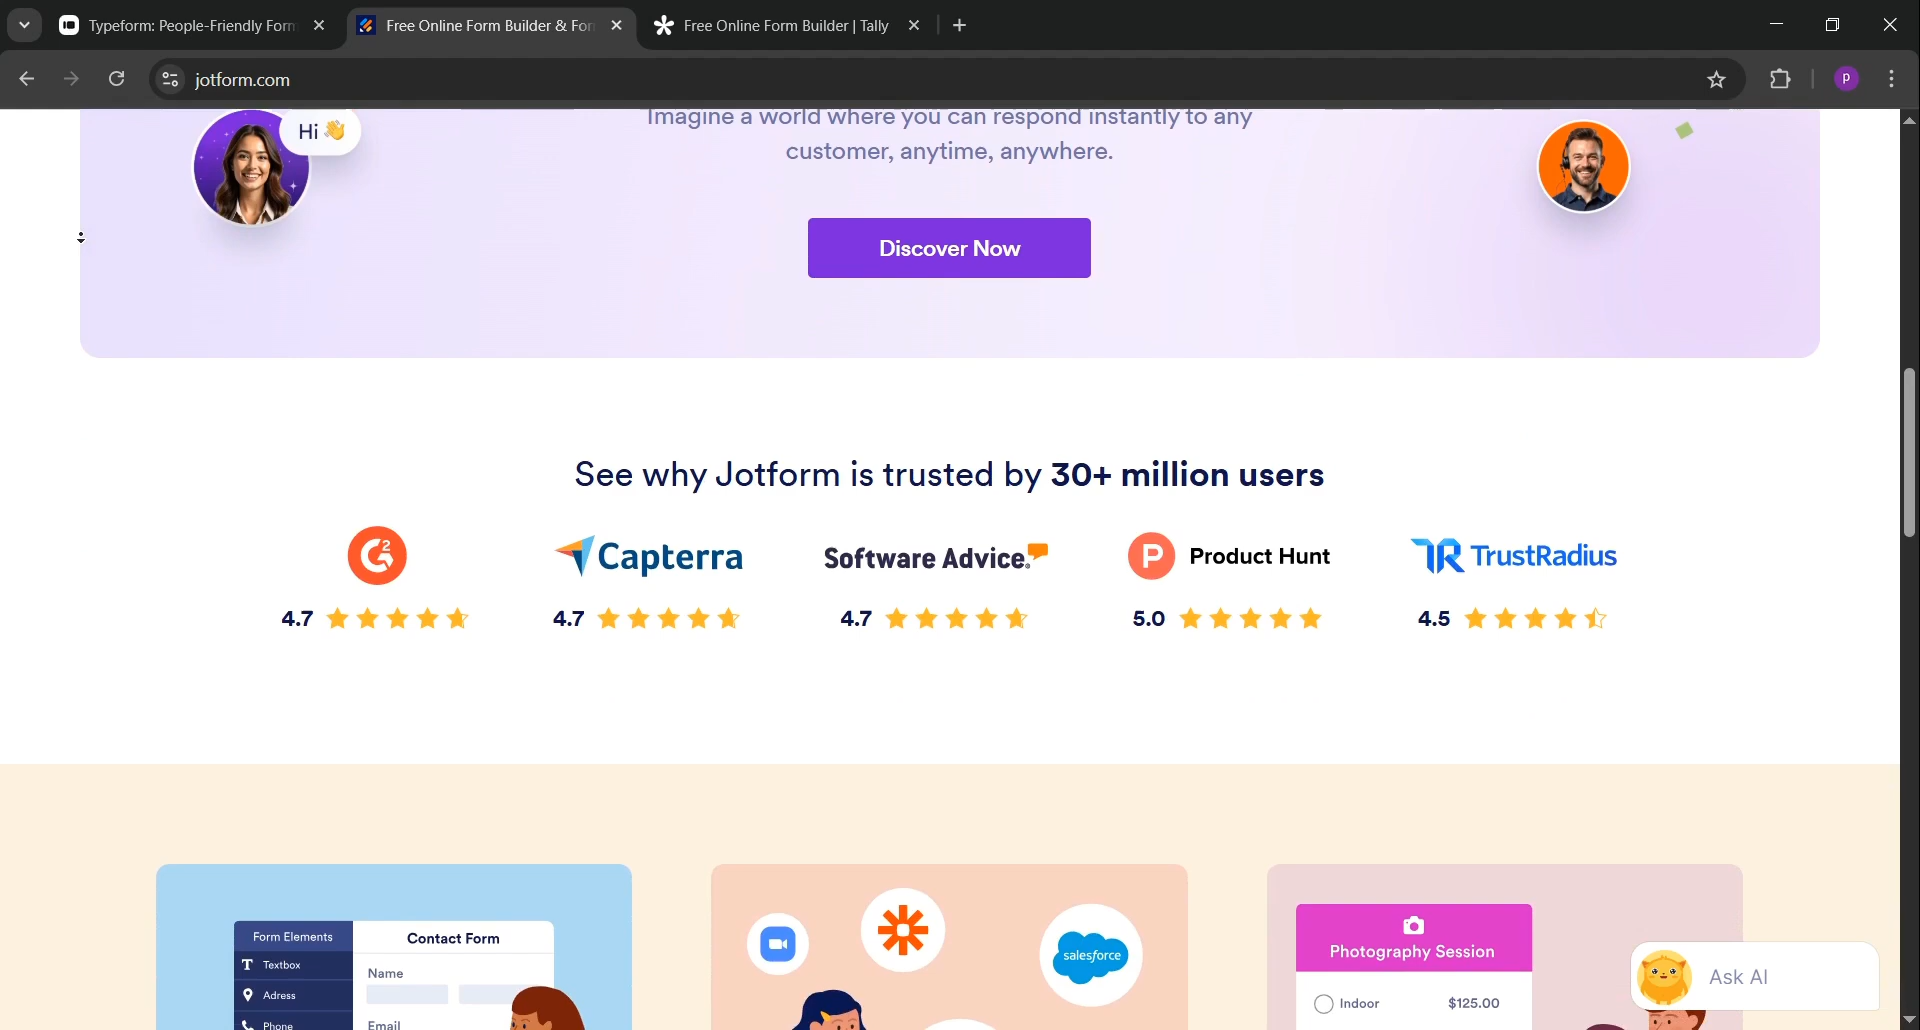 Typeform: People-Friendly Form
Free Online Form Builder & For
Free Online Form Builder | Tally
jotform.com
P
Hi 👋
Imagine a world where you can respond instantly to any
customer, anytime, anywhere.
Discover Now
See why Jotform is trusted by 30+ million users
G2
Capterra
Software Advice.
P Product Hunt
TR TrustRadius
4.7
4.7
4.7
5.0
4.5
Form Elements
Contact Form
T Textbox
Name
Adress
Phone
Email
salesforce
Photography Session
Indoor $125.00
Ask AI